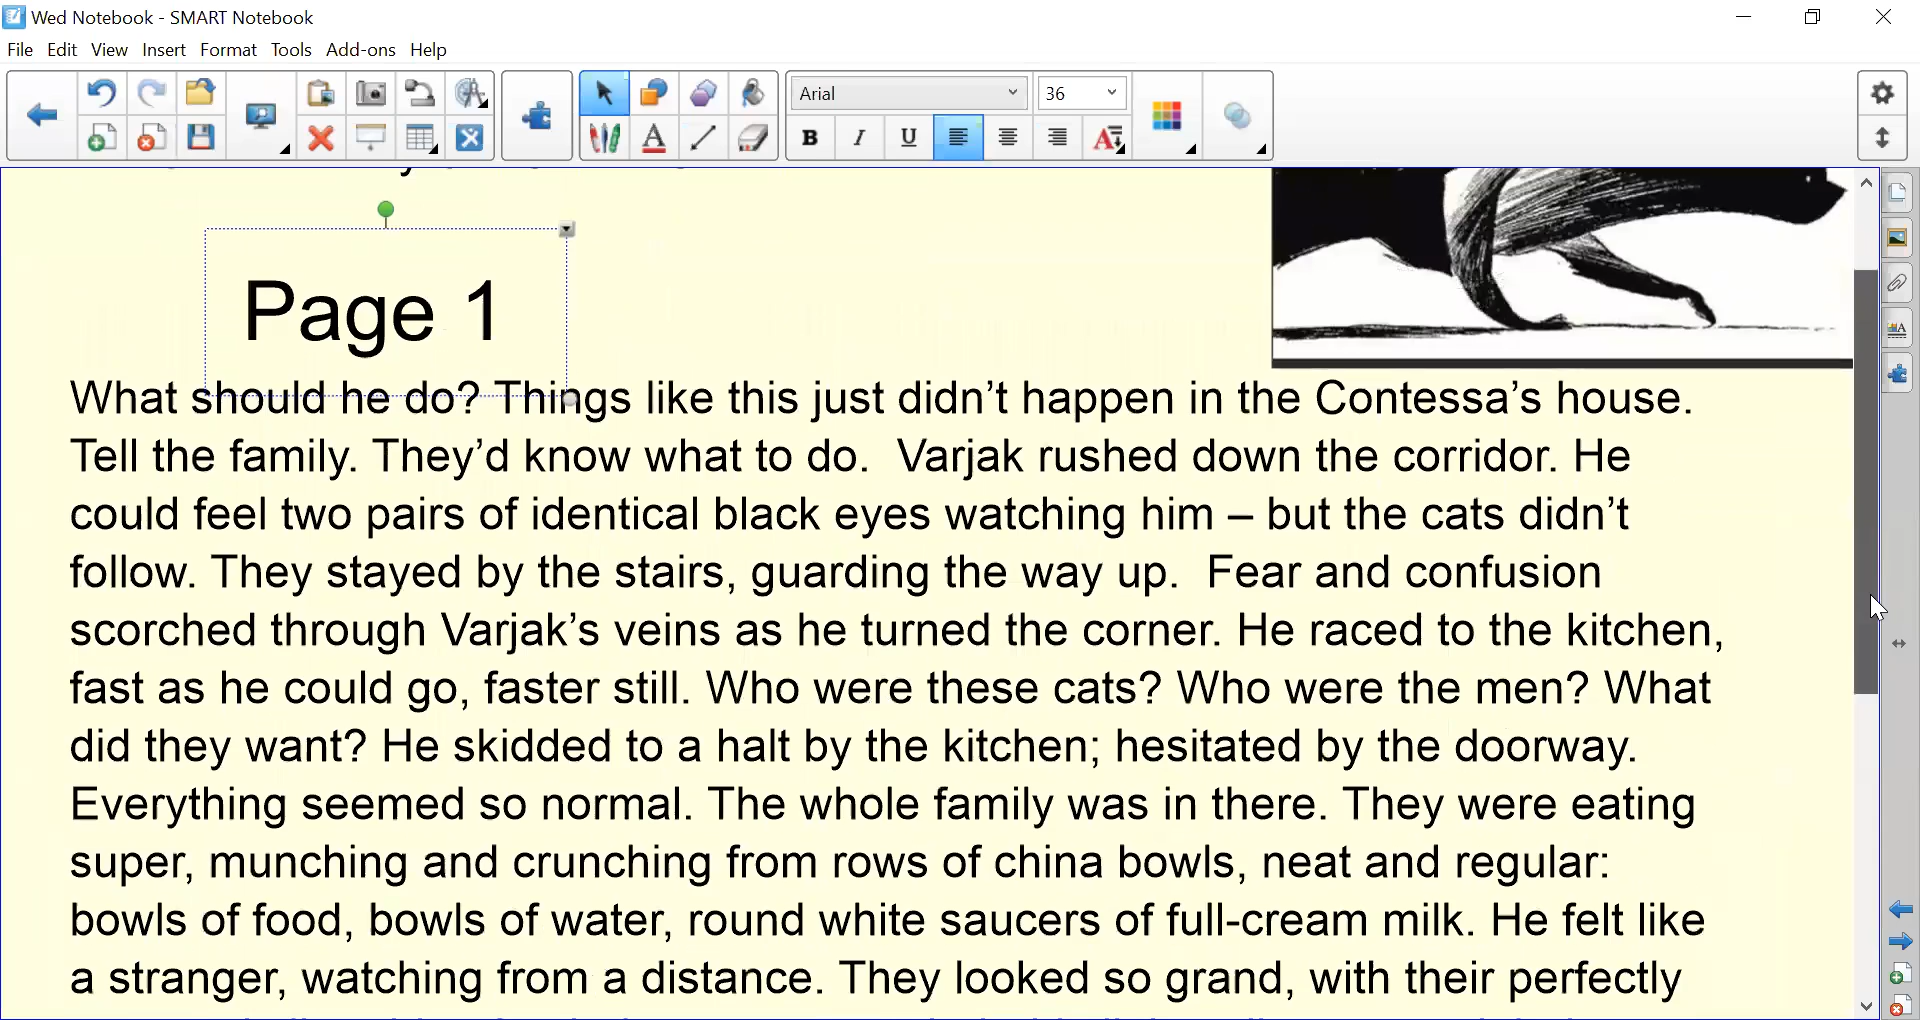 Wed Notebook - SMART Notebook
File Edit View Insert Format Tools Add-ons Help
Arial 36
B I U A
Page 1
What should he do? Things like this just didn’t happen in the Contessa’s house.
Tell the family. They’d know what to do.  Varjak rushed down the corridor. He
could feel two pairs of identical black eyes watching him – but the cats didn’t
follow. They stayed by the stairs, guarding the way up.  Fear and confusion
scorched through Varjak’s veins as he turned the corner. He raced to the kitchen,
fast as he could go, faster still. Who were these cats? Who were the men? What
did they want? He skidded to a halt by the kitchen; hesitated by the doorway.
Everything seemed so normal. The whole family was in there. They were eating
super, munching and crunching from rows of china bowls, neat and regular:
bowls of food, bowls of water, round white saucers of full-cream milk. He felt like
a stranger, watching from a distance. They looked so grand, with their perfectly